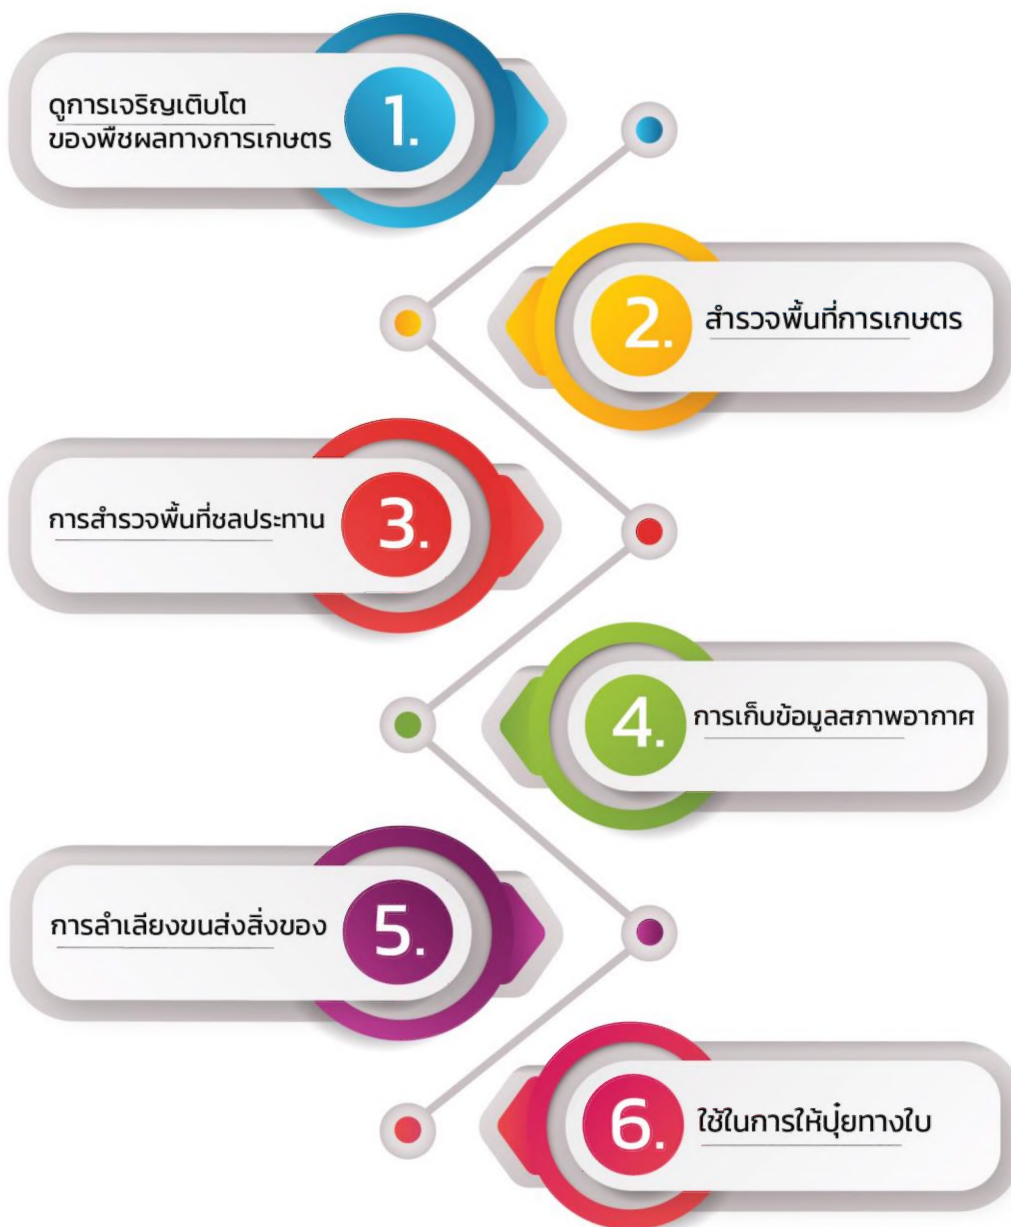 1.
ดูการเจริญเติบโต
ของพืชผลทางการเกษตร
2.
สำรวจพื้นที่การเกษตร
3.
การสำรวจพื้นที่ชลประทาน
4.
การเก็บข้อมูลสภาพอากาศ
5.
การลำเลียงขนส่งสิ่งของ
6.
ใช้ในการให้ปุ๋ยทางใบ